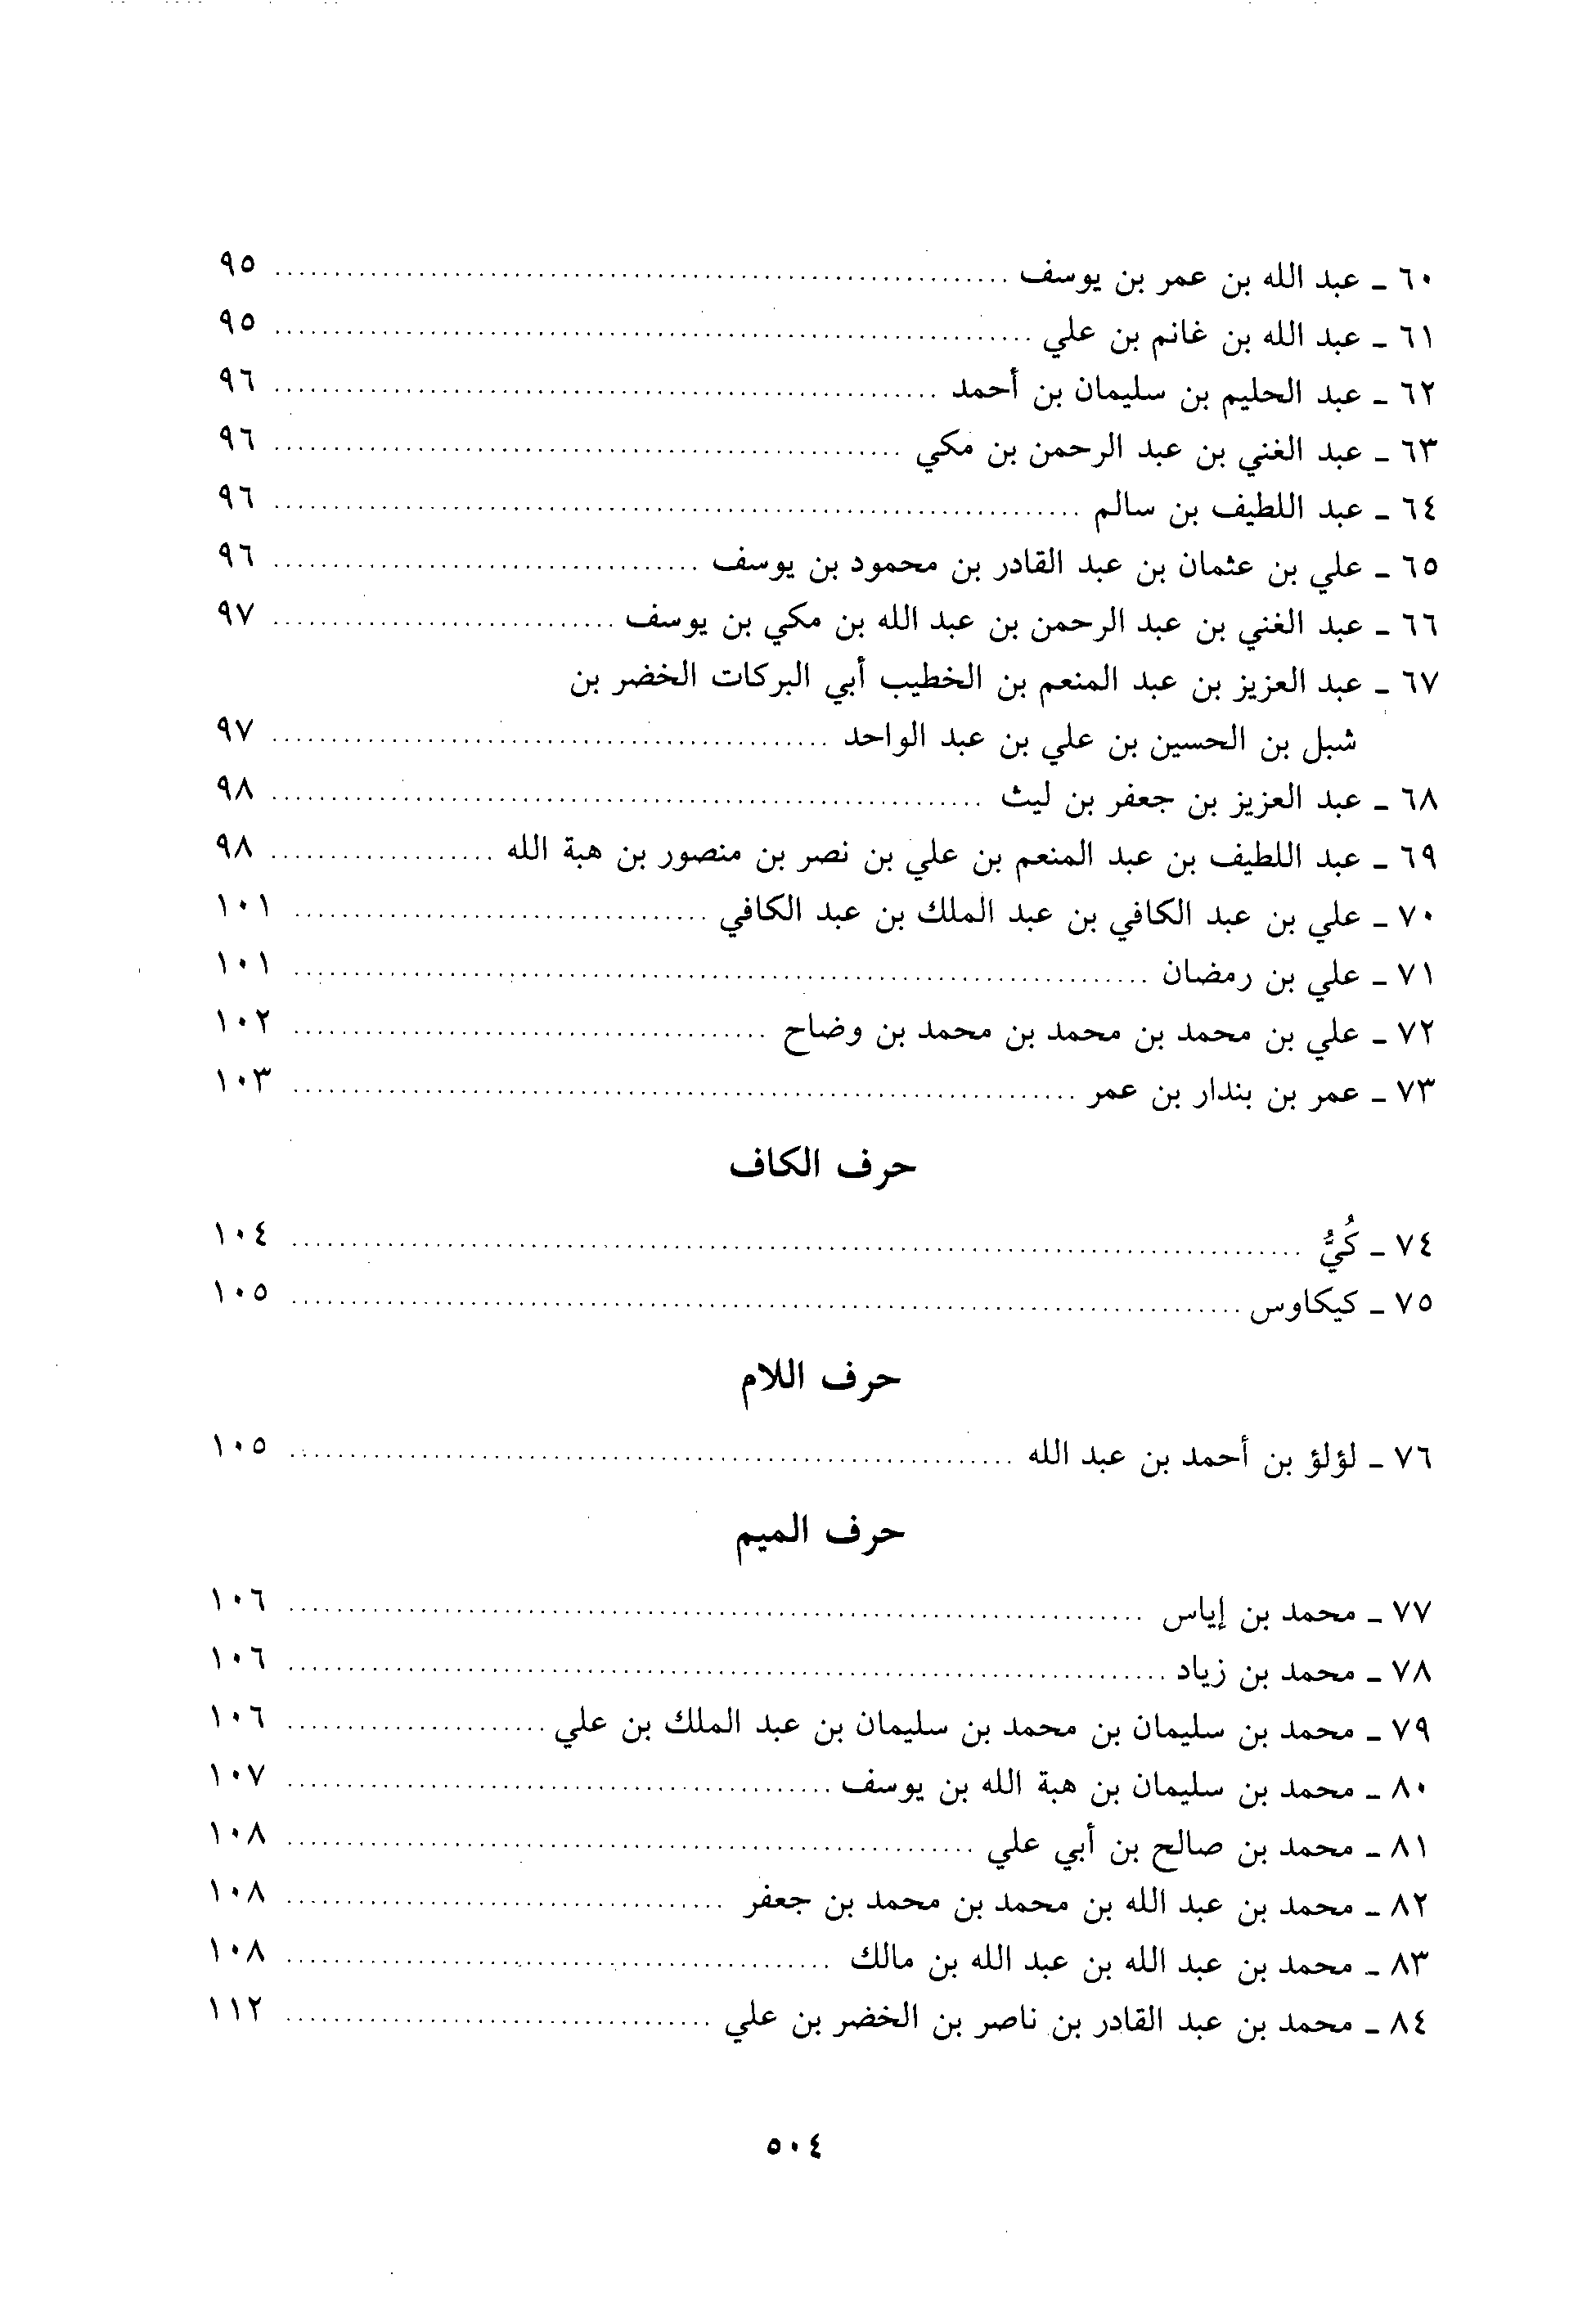 ٦٠ ـ عبد الله بن عمر بن يوسف ........ ٩٥
٦١ ـ عبد الله بن غانم بن علي ........ ٩٥
٦٢ ـ عبد الحليم بن سليمان بن أحمد ........ ٩٦
٦٣ ـ عبد الغني بن عبد الرحمن بن مكي ........ ٩٦
٦٤ ـ عبد اللطيف بن سالم ........ ٩٦
٦٥ ـ علي بن عثمان بن عبد القادر بن محمود بن يوسف ........ ٩٦
٦٦ ـ عبد الغني بن عبد الرحمن بن عبد الله بن مكي بن يوسف ........ ٩٧
٦٧ ـ عبد العزيز بن عبد المنعم بن الخطيب أبي البركات الخضر بن
شبل بن الحسين بن علي بن عبد الواحد ........ ٩٧
٦٨ ـ عبد العزيز بن جعفر بن ليث ........ ٩٨
٦٩ ـ عبد اللطيف بن عبد المنعم بن علي بن نصر بن منصور بن هبة الله ........ ٩٨
٧٠ ـ علي بن عبد الكافي بن عبد الملك بن عبد الكافي ........ ١٠١
٧١ ـ علي بن رمضان ........ ١٠١
٧٢ ـ علي بن محمد بن محمد بن محمد بن وضاح ........ ١٠٢
٧٣ ـ عمر بن بندار بن عمر ........ ١٠٣
حرف الكاف
٧٤ ـ كُيُّ ........ ١٠٤
٧٥ ـ كيكاوس ........ ١٠٥
حرف اللام
٧٦ ـ لؤلؤ بن أحمد بن عبد الله ........ ١٠٥
حرف الميم
٧٧ ـ محمد بن إياس ........ ١٠٦
٧٨ ـ محمد بن زياد ........ ١٠٦
٧٩ ـ محمد بن سليمان بن محمد بن سليمان بن عبد الملك بن علي ........ ١٠٦
٨٠ ـ محمد بن سليمان بن هبة الله بن يوسف ........ ١٠٧
٨١ ـ محمد بن صالح بن أبي علي ........ ١٠٨
٨٢ ـ محمد بن عبد الله بن محمد بن محمد بن جعفر ........ ١٠٨
٨٣ ـ محمد بن عبد الله بن عبد الله بن مالك ........ ١٠٨
٨٤ ـ محمد بن عبد القادر بن ناصر بن الخضر بن علي ........ ١١٢
٥٠٤